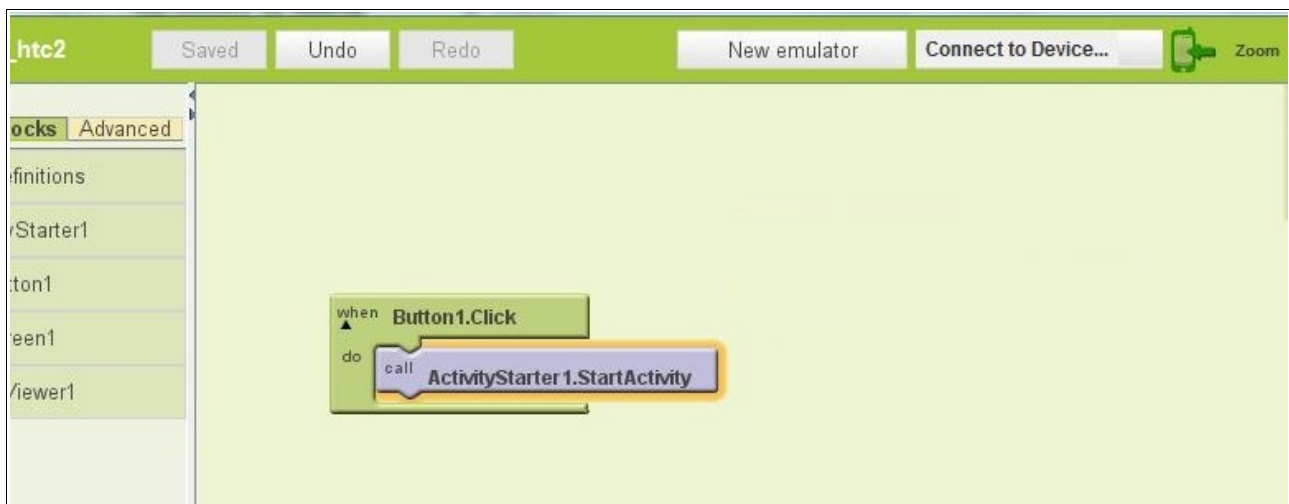 _htc2 Saved Undo Redo New emulator Connect to Device... Zoom
ocks Advanced
finitions
yStarter1
tton1
reen1
Viewer1
when Button1.Click
do call ActivityStarter1.StartActivity